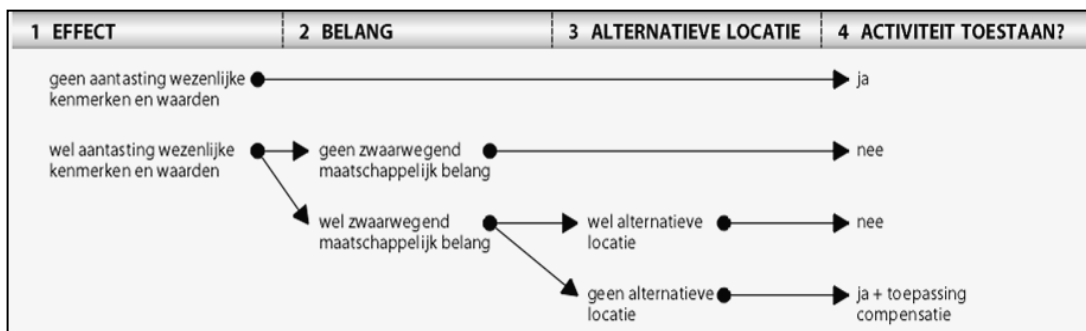 1 EFFECT
2 BELANG
3 ALTERNATIEVE LOCATIE
4 ACTIVITEIT TOESTAAN?
geen aantasting wezenlijke
kenmerken en waarden
ja
wel aantasting wezenlijke
kenmerken en waarden
geen zwaarwegend
maatschappelijk belang
nee
wel zwaarwegend
maatschappelijk belang
wel alternatieve
locatie
nee
geen alternatieve
locatie
ja + toepassing
compensatie